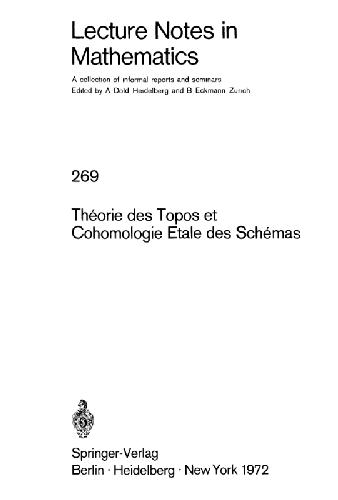 Lecture Notes in
Mathematics
A collection of informal reports and seminars
Edited by A Dold Heidelberg and B Eckmann Zurich
269
Théorie des Topos et
Cohomologie Etale des Schémas
Springer-Verlag
Berlin · Heidelberg · New York 1972